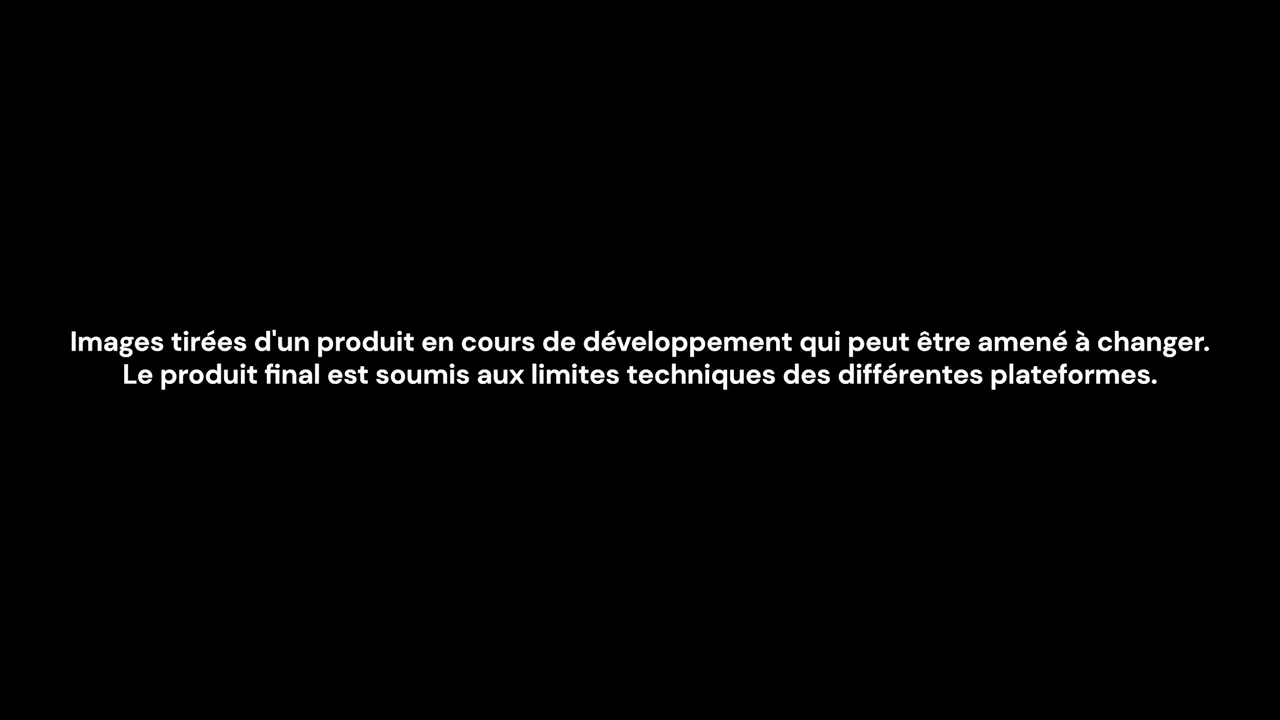 Images tirées d'un produit en cours de développement qui peut être amené à changer.
Le produit final est soumis aux limites techniques des différentes plateformes.